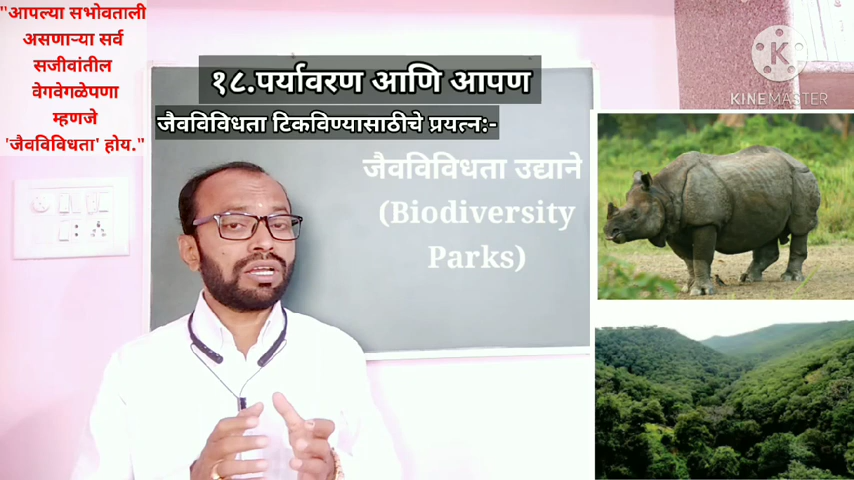 "आपल्या सभोवताली
असणाऱ्या सर्व
सजीवांतील
वेगवेगळेपणा
म्हणजे
'जैवविविधता' होय."
१८.पर्यावरण आणि आपण
जैवविविधता टिकविण्यासाठीचे प्रयत्न:-
जैवविविधता उद्याने
(Biodiversity
Parks)
K
KINEMASTER